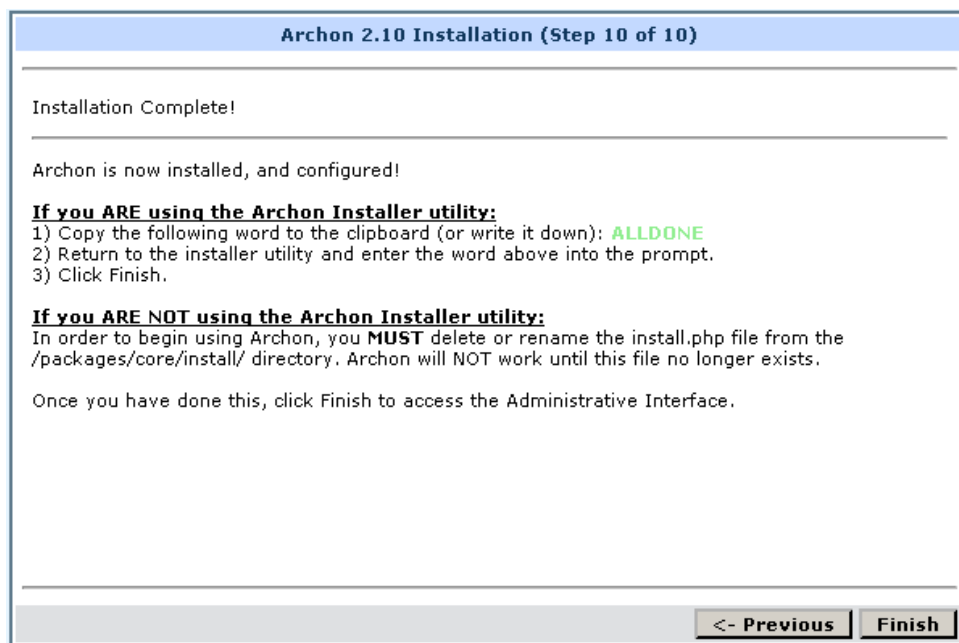 Archon 2.10 Installation (Step 10 of 10)
Installation Complete!
Archon is now installed, and configured!
If you ARE using the Archon Installer utility:
1) Copy the following word to the clipboard (or write it down): ALLDONE
2) Return to the installer utility and enter the word above into the prompt.
3) Click Finish.
If you ARE NOT using the Archon Installer utility:
In order to begin using Archon, you MUST delete or rename the install.php file from the
/packages/core/install/ directory. Archon will NOT work until this file no longer exists.
Once you have done this, click Finish to access the Administrative Interface.
<- Previous Finish